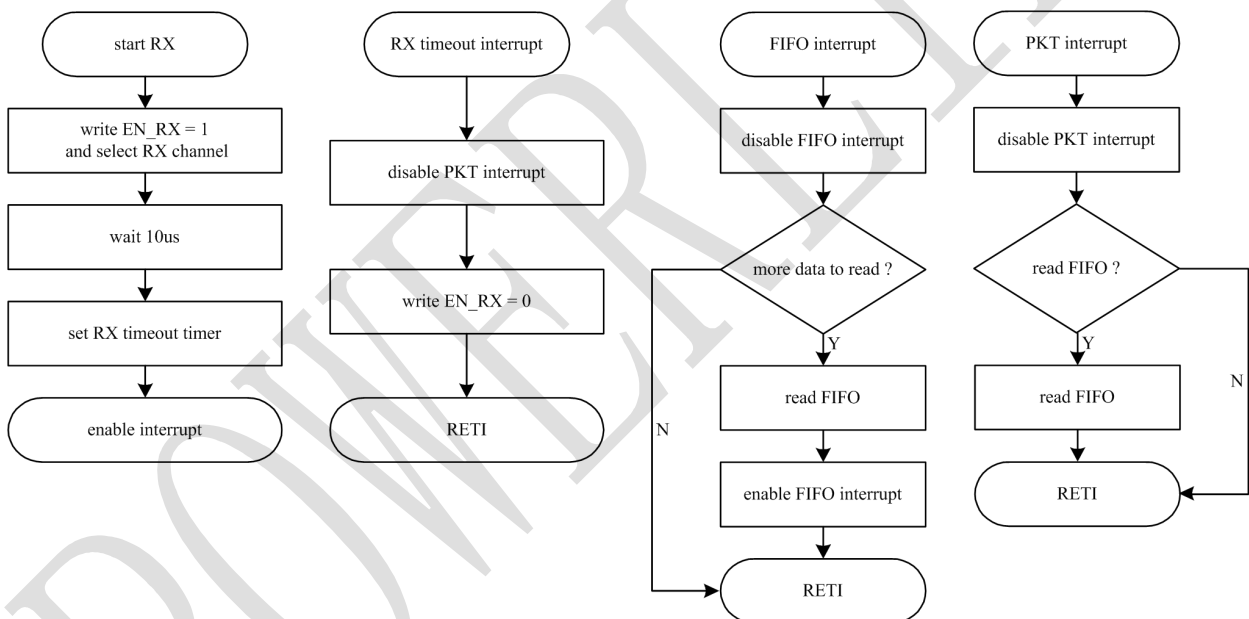 start RX
write EN_RX = 1
and select RX channel
wait 10us
set RX timeout timer
enable interrupt
RX timeout interrupt
disable PKT interrupt
write EN_RX = 0
RETI
FIFO interrupt
disable FIFO interrupt
more data to read ?
Y
N
read FIFO
enable FIFO interrupt
RETI
PKT interrupt
disable PKT interrupt
read FIFO ?
Y
N
read FIFO
RETI